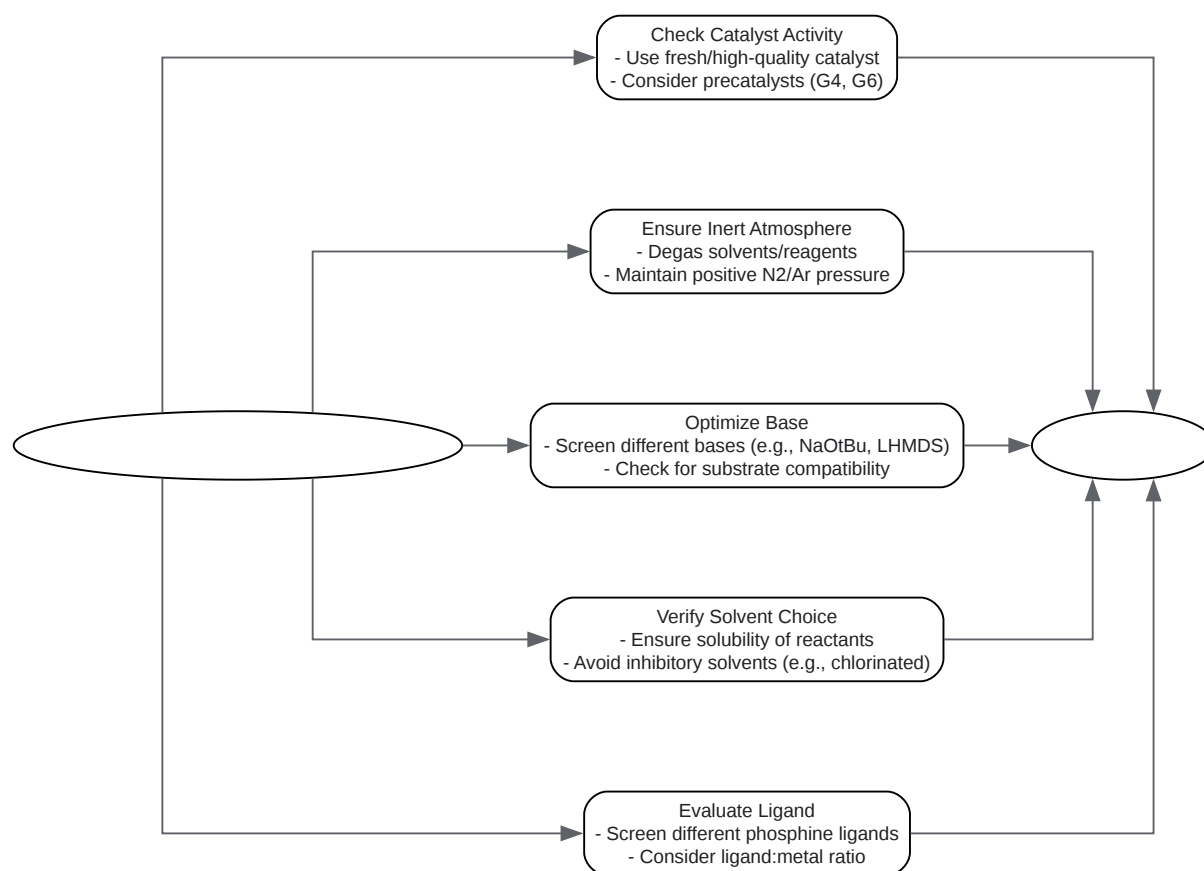 Check Catalyst Activity
- Use fresh/high-quality catalyst
- Consider precatalysts (G4, G6)
Ensure Inert Atmosphere
- Degas solvents/reagents
- Maintain positive N2/Ar pressure
Optimize Base
- Screen different bases (e.g., NaOtBu, LHMDS)
- Check for substrate compatibility
Verify Solvent Choice
- Ensure solubility of reactants
- Avoid inhibitory solvents (e.g., chlorinated)
Evaluate Ligand
- Screen different phosphine ligands
- Consider ligand:metal ratio